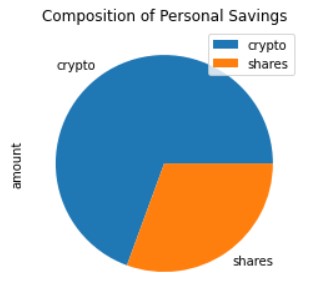 Composition of Personal Savings
crypto
shares
crypto
amount
shares